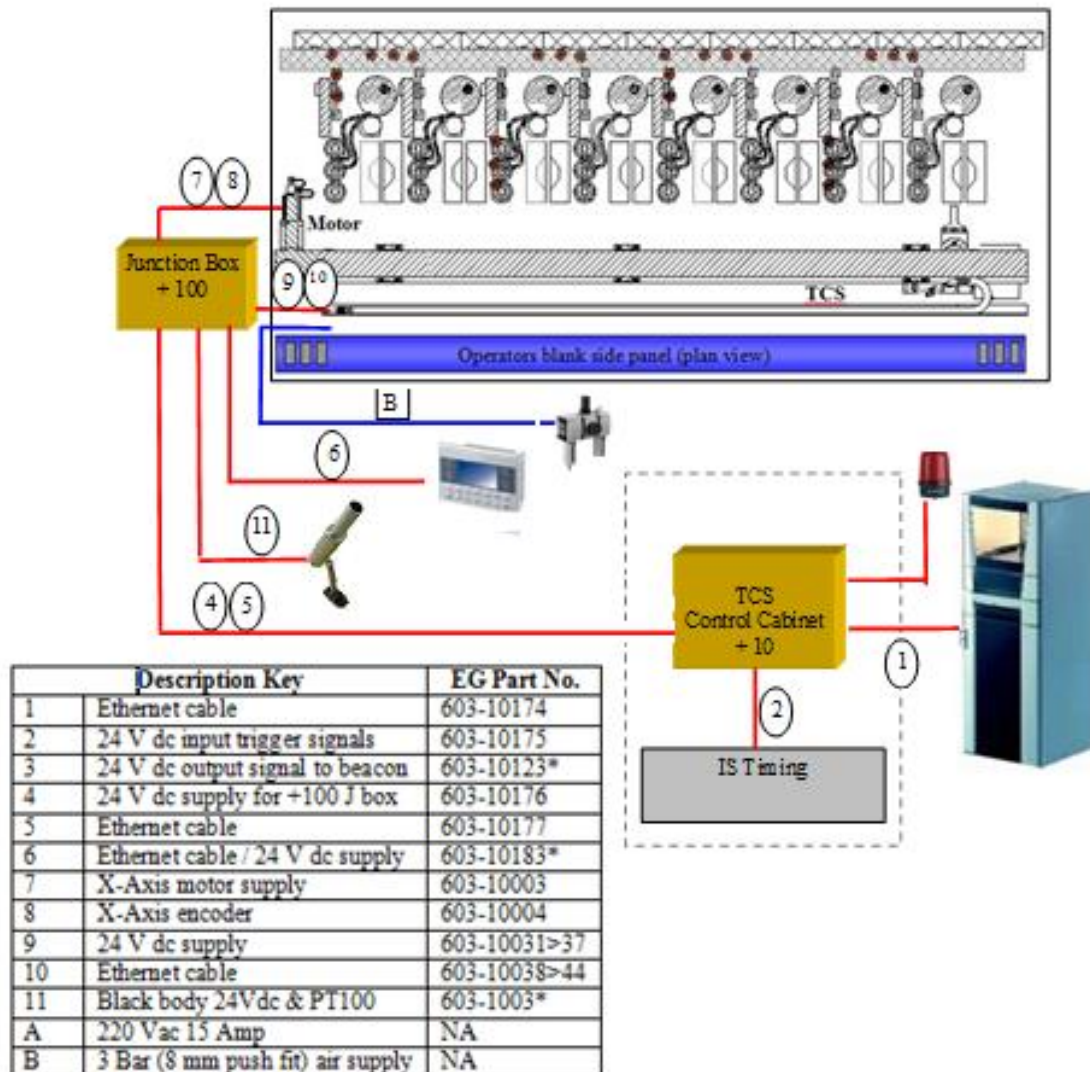 7 8
Motor
Junction Box
+ 100
9 10
TCS
Operators blank side panel (plan view)
B
6
11
4 5
TCS
Control Cabinet
+ 10
1
2
IS Timing
Description Key EG Part No.
1 Ethernet cable 603-10174
2 24 V dc input trigger signals 603-10175
3 24 V dc output signal to beacon 603-10123*
4 24 V dc supply for +100 J box 603-10176
5 Ethernet cable 603-10177
6 Ethernet cable / 24 V dc supply 603-10183*
7 X-Axis motor supply 603-10003
8 X-Axis encoder 603-10004
9 24 V dc supply 603-10031>37
10 Ethernet cable 603-10038>44
11 Black body 24Vdc & PT100 603-1003*
A 220 Vac 15 Amp NA
B 3 Bar (8 mm push fit) air supply NA